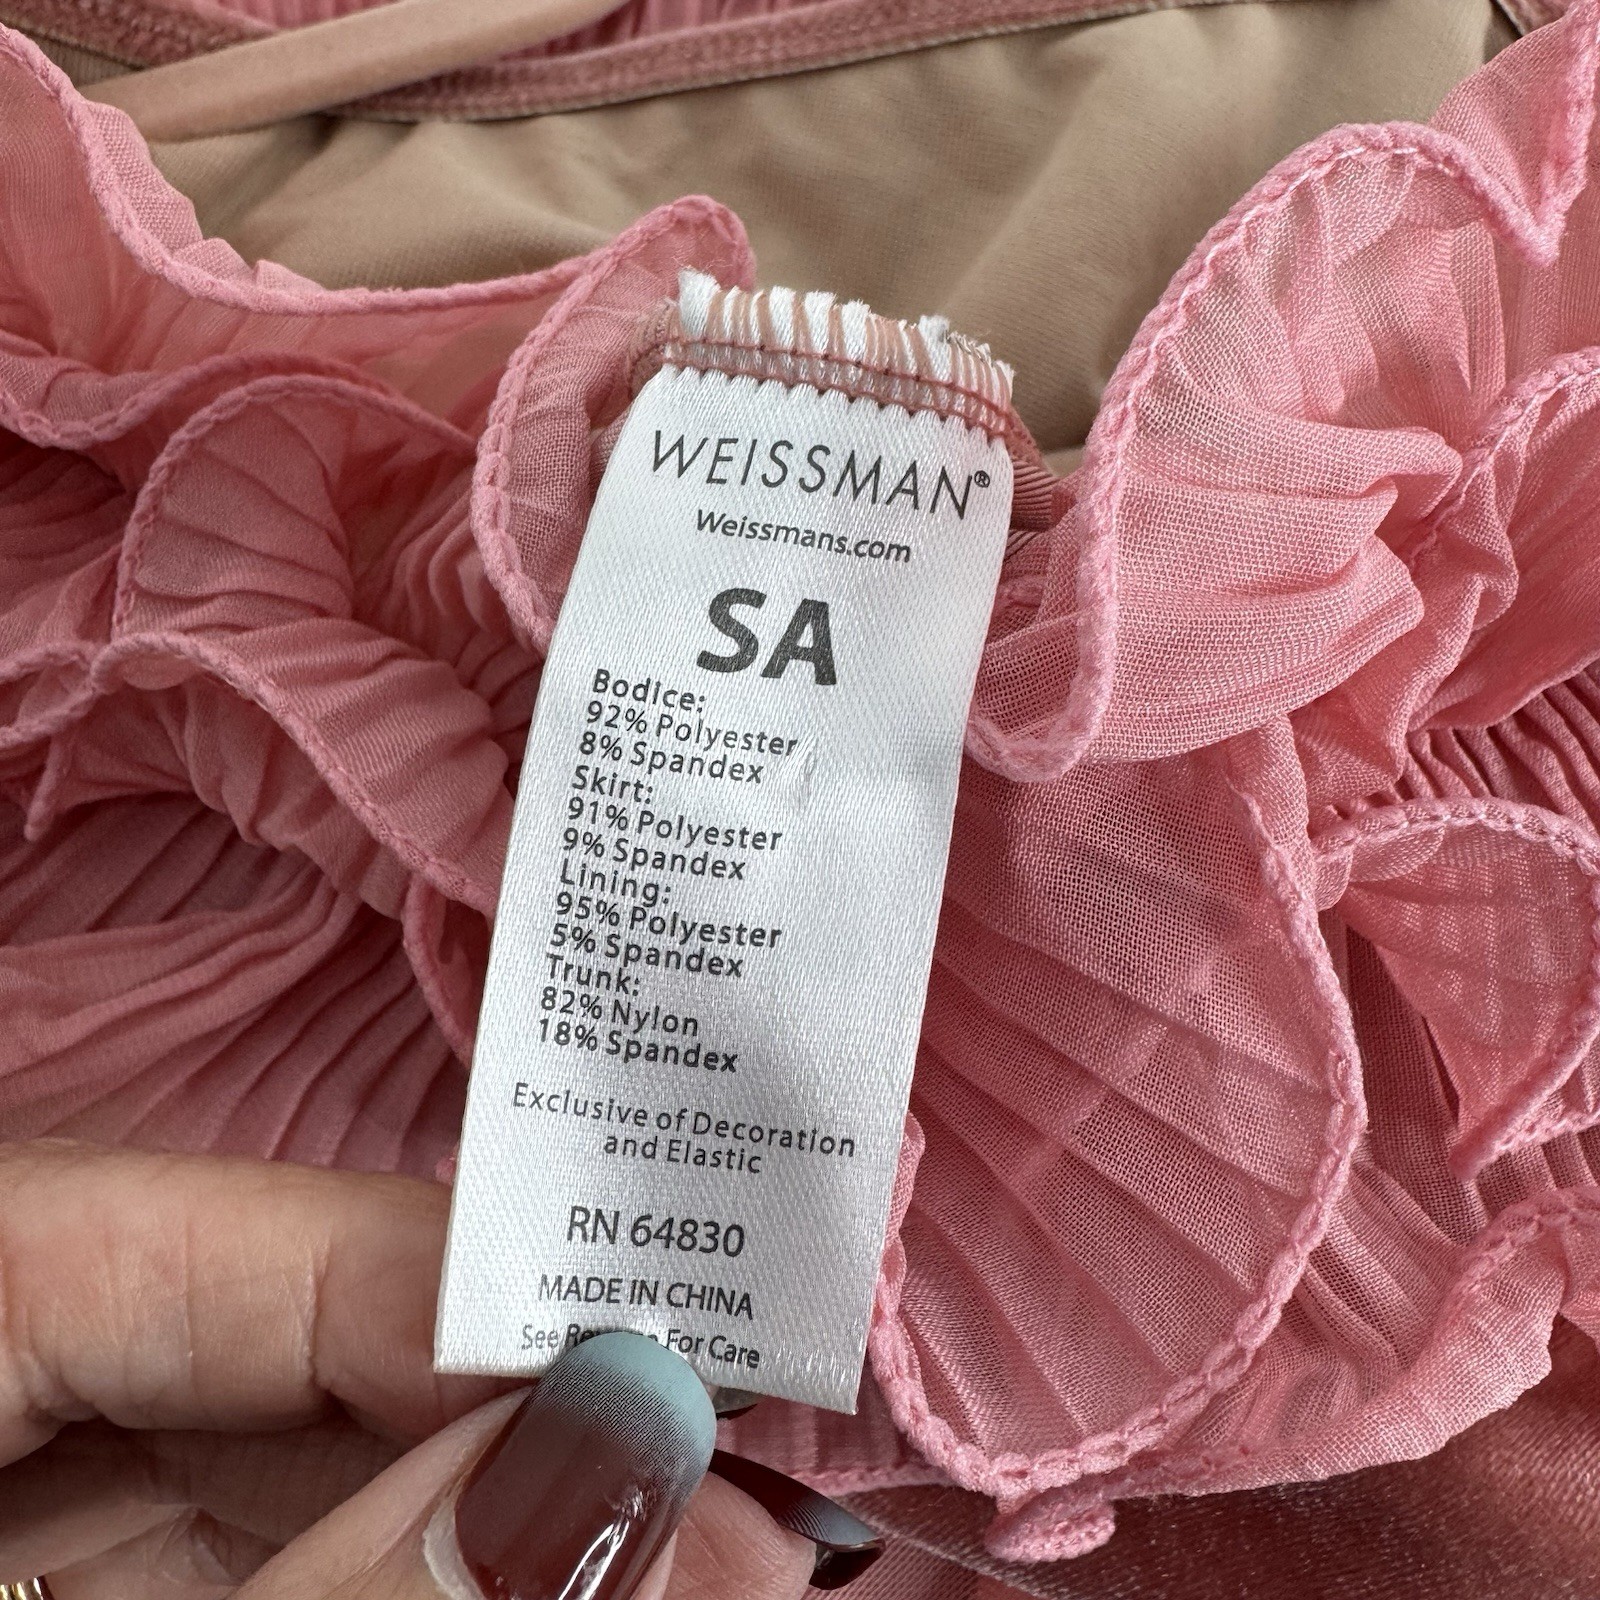 WEISSMAN®
Weissmans.com
SA
Bodice:
92% Polyester
8% Spandex
Skirt:
91% Polyester
9% Spandex
Lining:
95% Polyester
5% Spandex
Trunk:
82% Nylon
18% Spandex
Exclusive of Decoration
and Elastic
RN 64830
MADE IN CHINA
See For Care